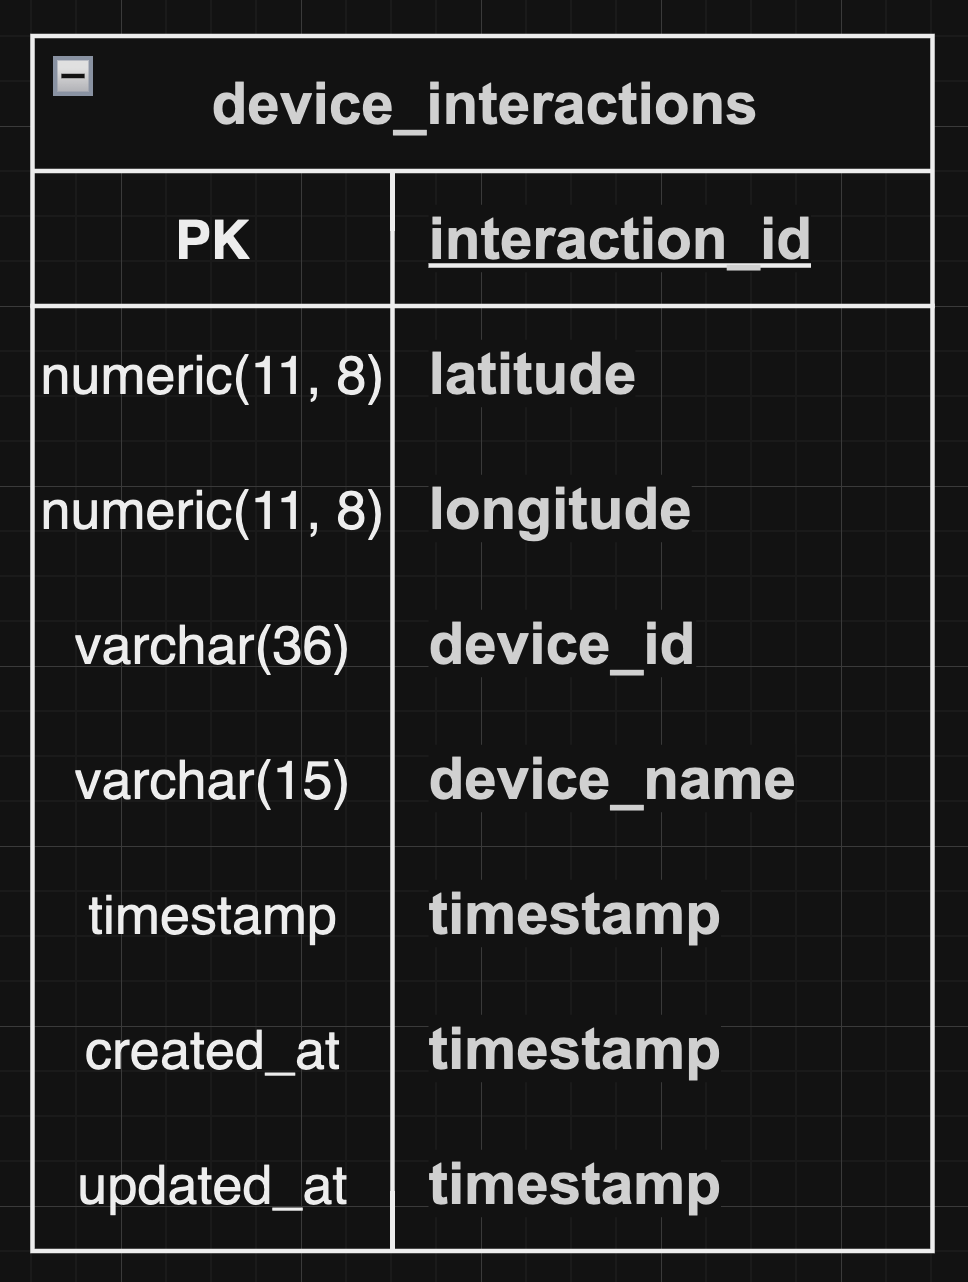 device_interactions
PK interaction_id
numeric(11, 8) latitude
numeric(11, 8) longitude
varchar(36) device_id
varchar(15) device_name
timestamp timestamp
created_at timestamp
updated_at timestamp